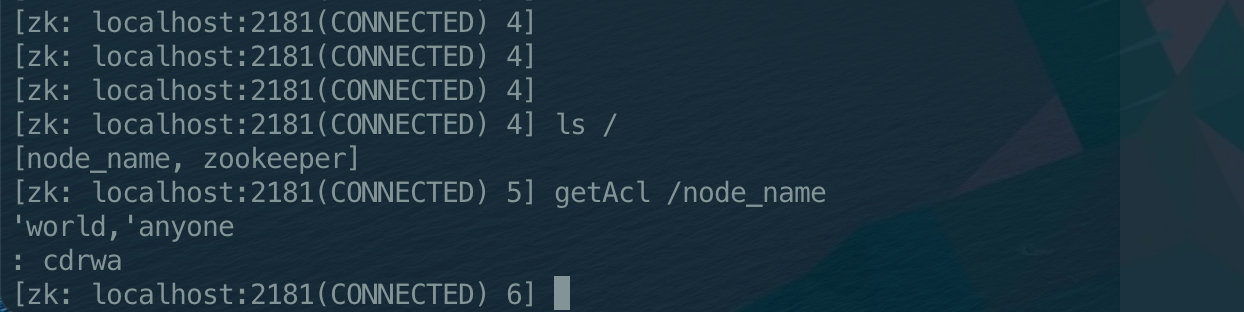 [zk: localhost:2181(CONNECTED) 4]
[zk: localhost:2181(CONNECTED) 4]
[zk: localhost:2181(CONNECTED) 4]
[zk: localhost:2181(CONNECTED) 4] ls /
[node_name, zookeeper]
[zk: localhost:2181(CONNECTED) 5] getAcl /node_name
'world,'anyone
: cdrwa
[zk: localhost:2181(CONNECTED) 6]